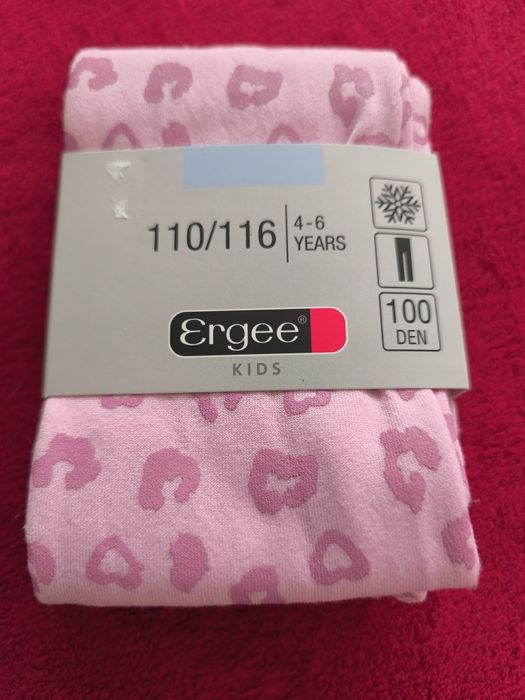 110/116
4-6
YEARS
100
DEN
Ergee®
KIDS